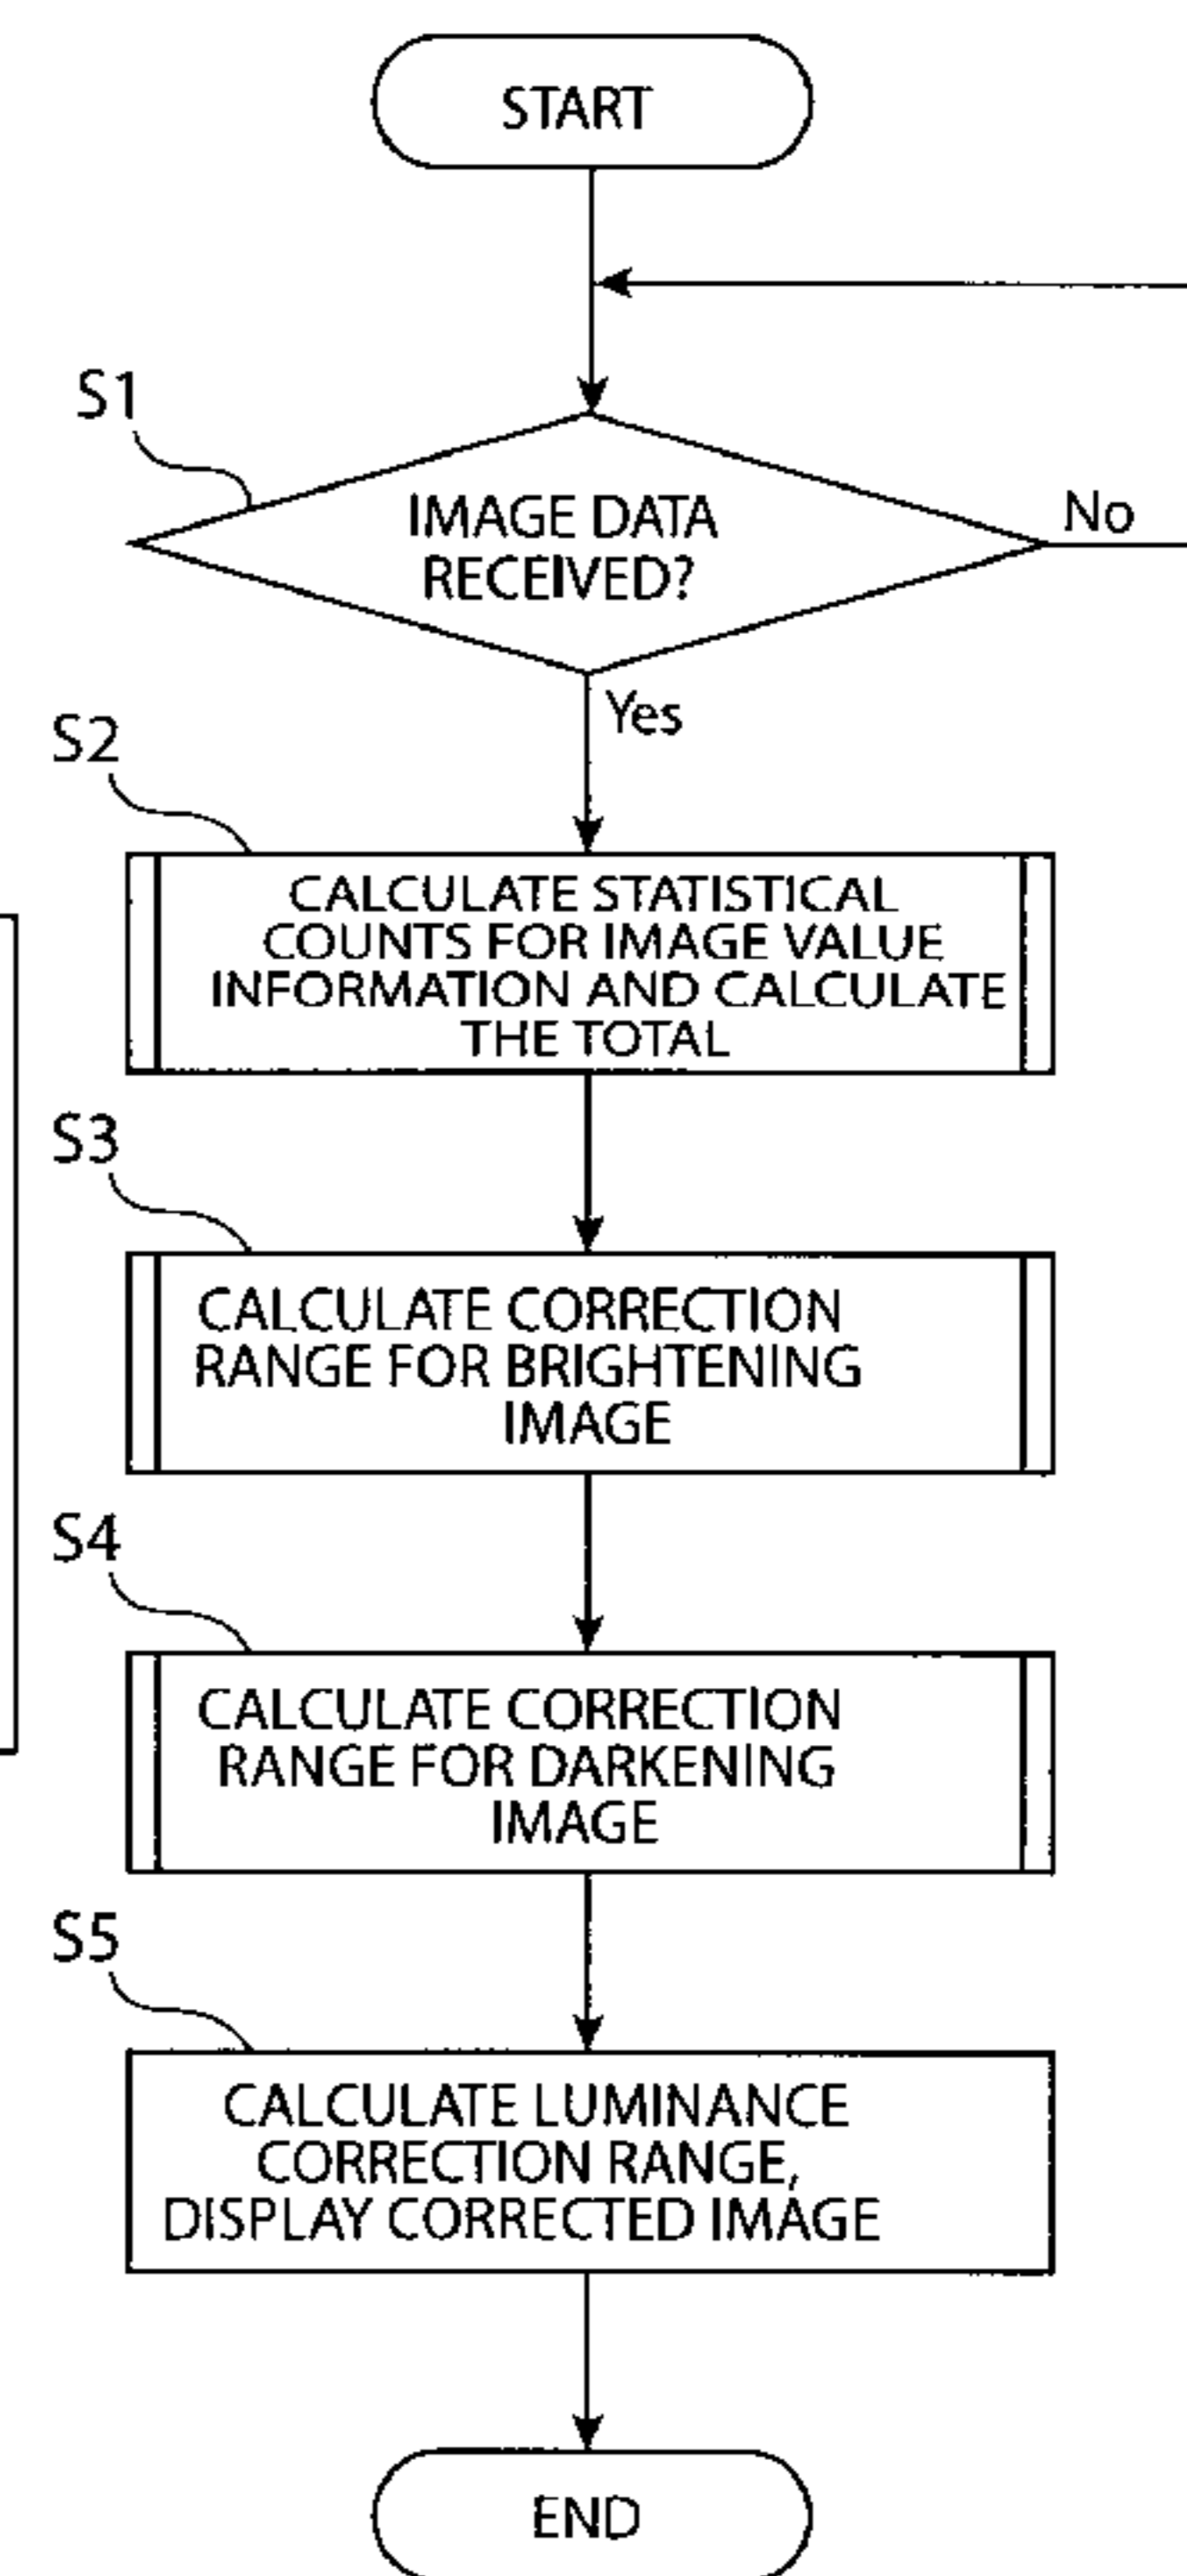 START
S1
IMAGE DATA
RECEIVED?
No
Yes
S2
CALCULATE STATISTICAL
COUNTS FOR IMAGE VALUE
INFORMATION AND CALCULATE
THE TOTAL
S3
CALCULATE CORRECTION
RANGE FOR BRIGHTENING
IMAGE
S4
CALCULATE CORRECTION
RANGE FOR DARKENING
IMAGE
S5
CALCULATE LUMINANCE
CORRECTION RANGE,
DISPLAY CORRECTED IMAGE
END